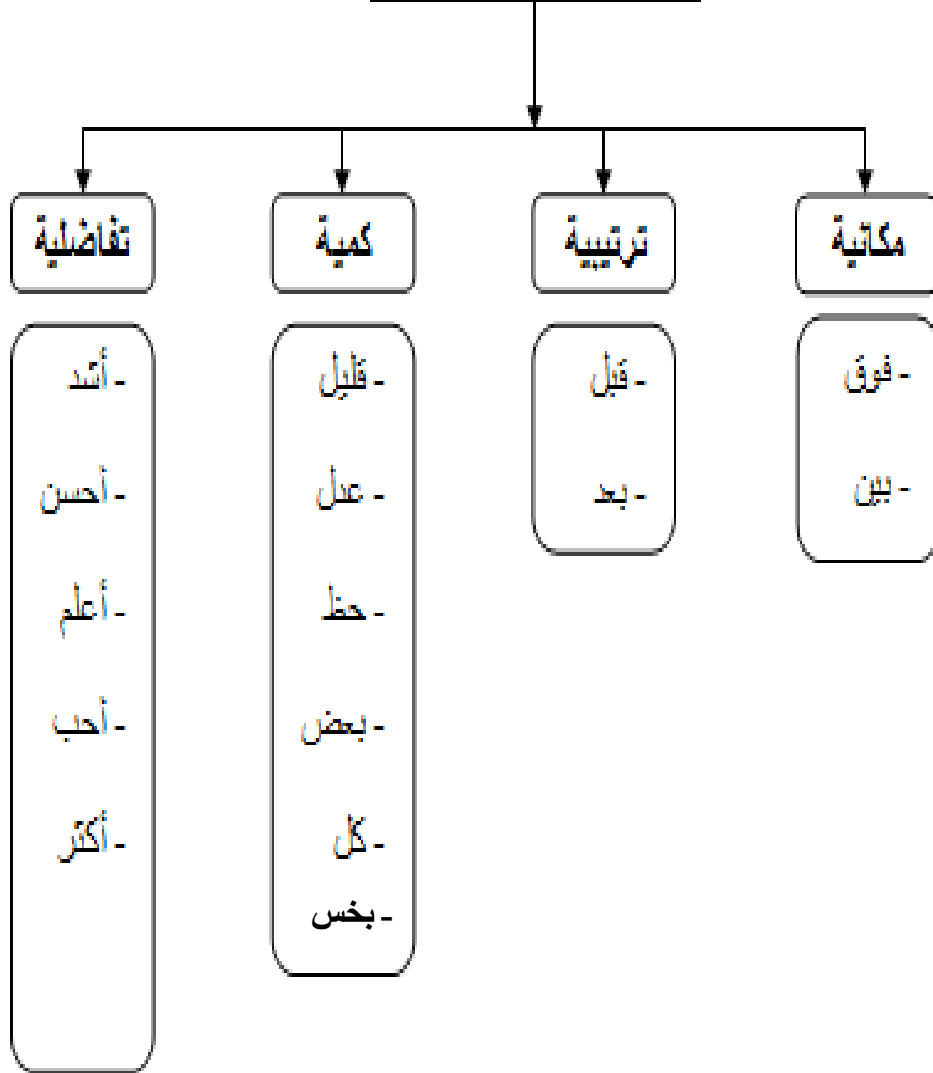 مكانية
- فوق
- بين
ترتيبية
- قبل
- بعد
كمية
- قليل
- عدل
- حظ
- بعض
- كل
- بخس
تفاضلية
- أشد
- أحسن
- أعلم
- أحب
- أكثر